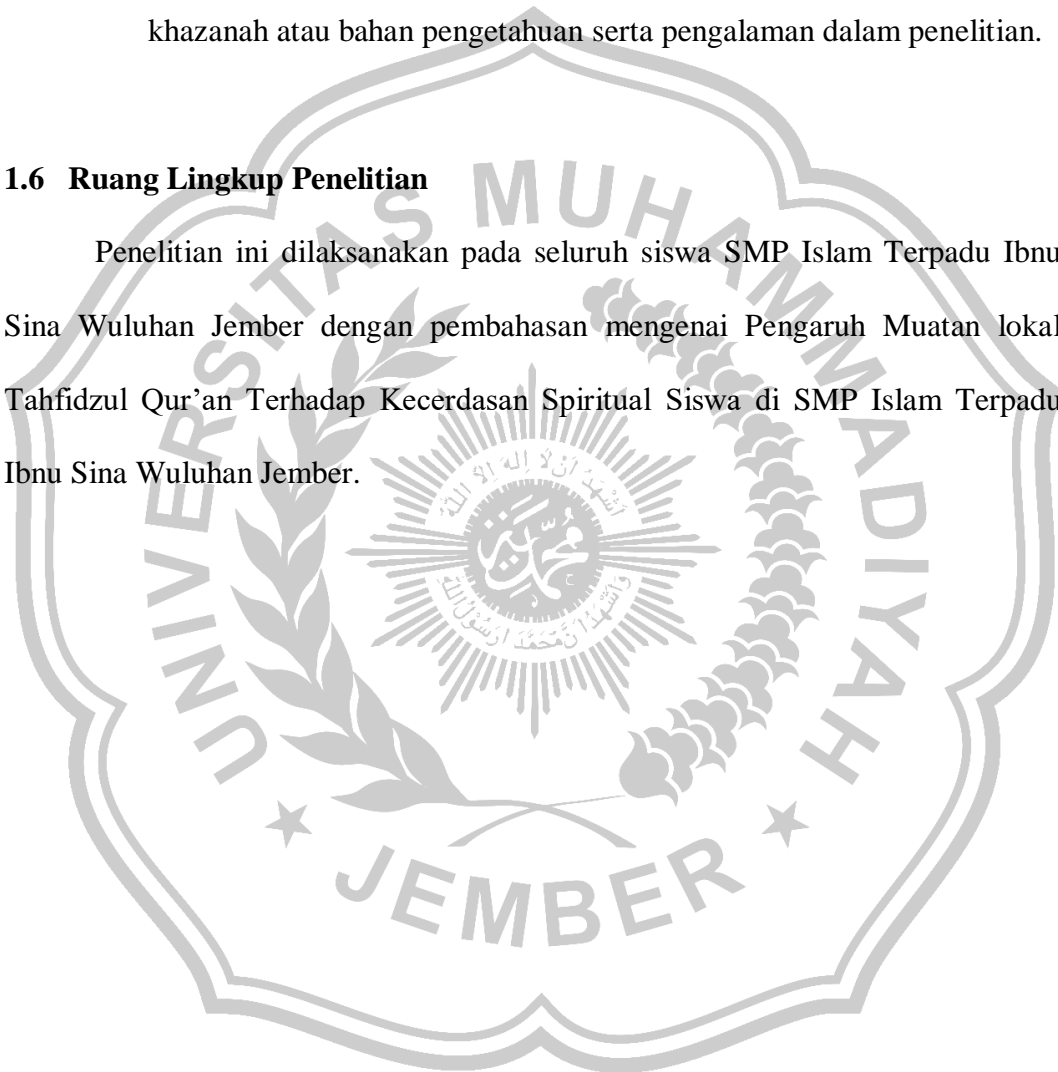 khazanah atau bahan pengetahuan serta pengalaman dalam penelitian.
1.6 Ruang Lingkup Penelitian
Penelitian ini dilaksanakan pada seluruh siswa SMP Islam Terpadu Ibnu
Sina Wuluhan Jember dengan pembahasan mengenai Pengaruh Muatan lokal
Tahfidzul Qur’an Terhadap Kecerdasan Spiritual Siswa di SMP Islam Terpadu
Ibnu Sina Wuluhan Jember.
UNIVERSITAS MUHAMMADIYAH
JEMBER